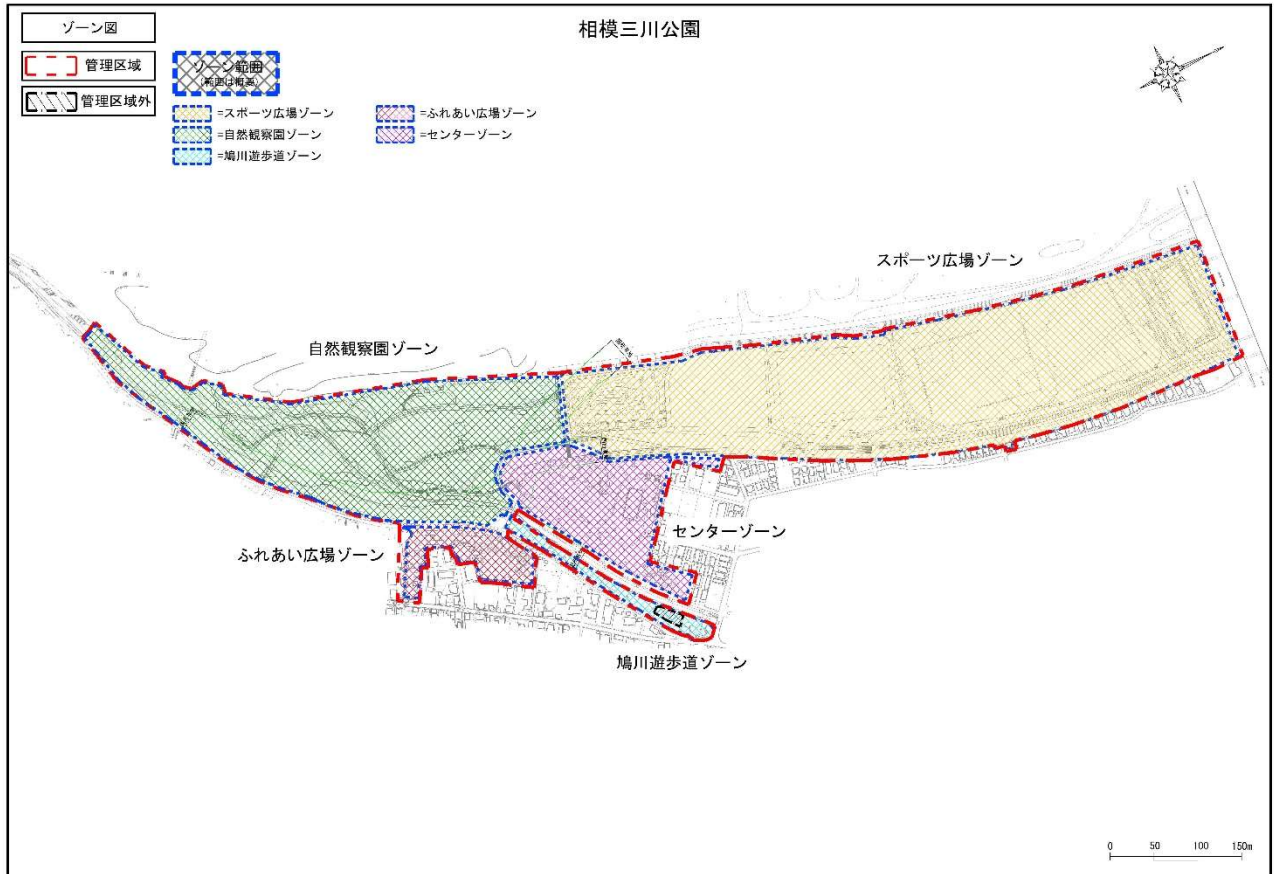 ゾーン図
相模三川公園
管理区域
ゾーン範囲
(範囲は概要)
管理区域外
=スポーツ広場ゾーン
=ふれあい広場ゾーン
=自然観察園ゾーン
=センターゾーン
=鳩川遊歩道ゾーン
スポーツ広場ゾーン
自然観察園ゾーン
センターゾーン
ふれあい広場ゾーン
鳩川遊歩道ゾーン
0 50 100 150m